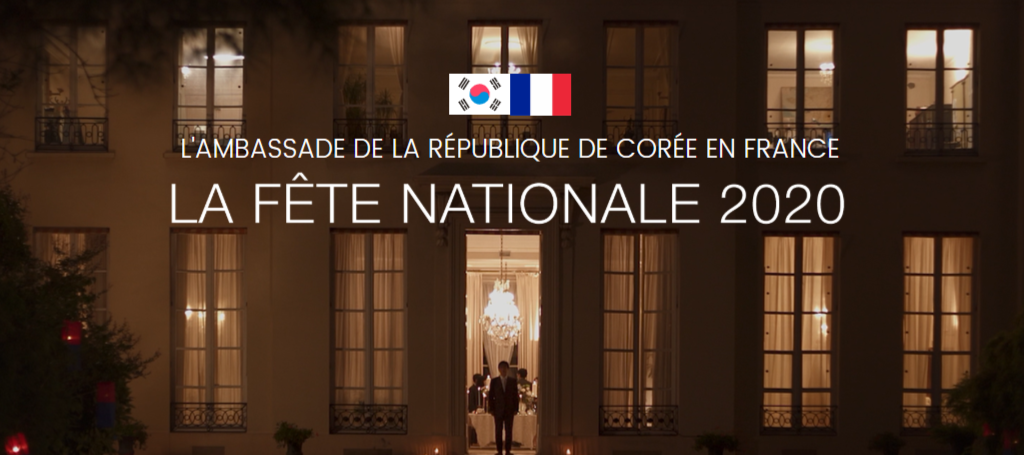 L'AMBASSADE DE LA RÉPUBLIQUE DE CORÉE EN FRANCE
LA FÊTE NATIONALE 2020